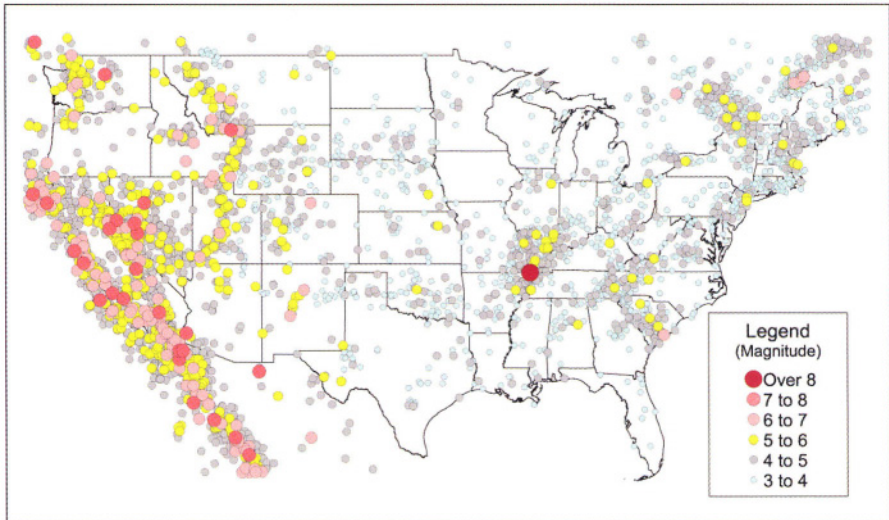 Legend
(Magnitude)
Over 8
7 to 8
6 to 7
5 to 6
4 to 5
3 to 4